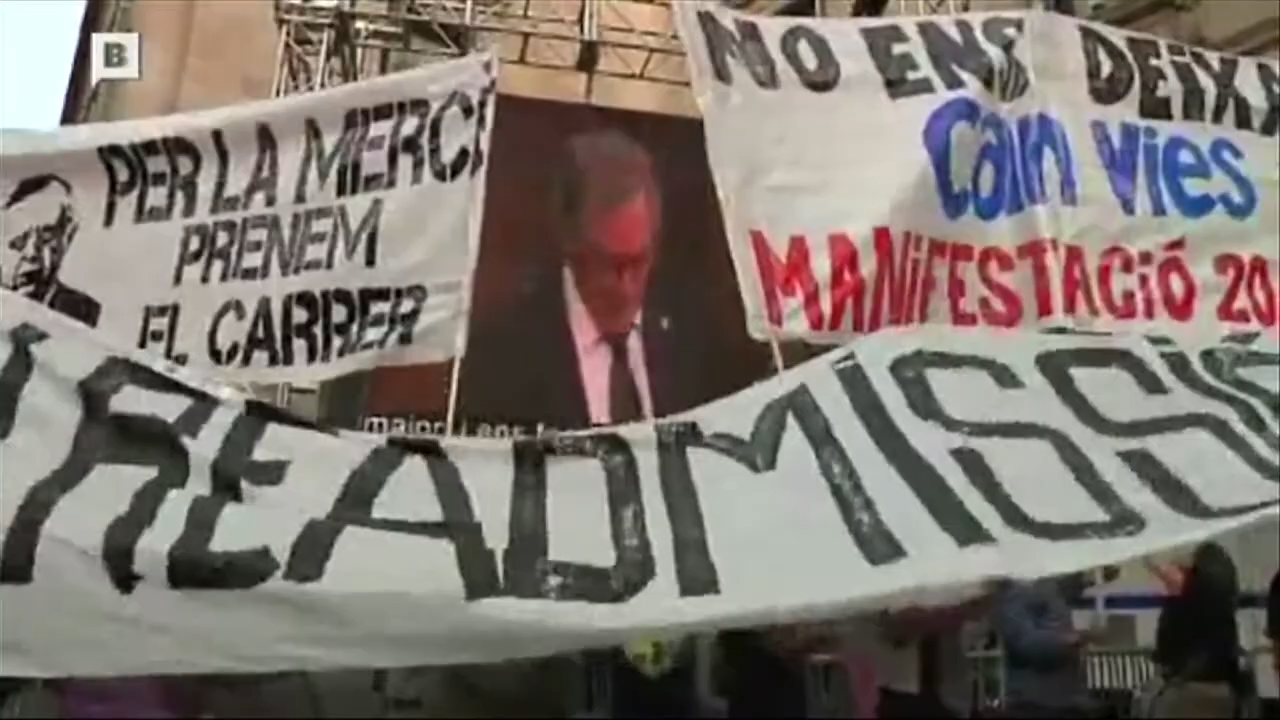 B
PER LA MERCÈ
PRENEM
EL CARRER
NO ENS DEIXA
Can Vies
MANIFESTACIÓ 20
READMISSIÓ